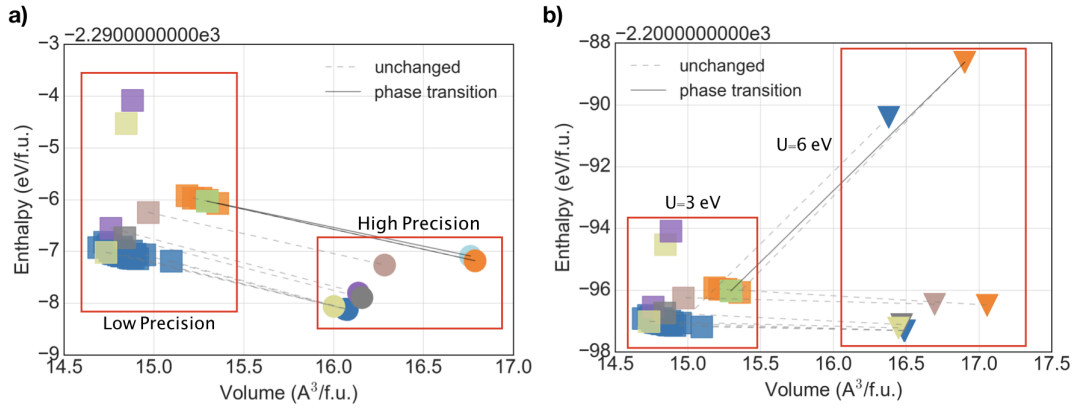 a)
−2.2900000000e3
unchanged
phase transition
High Precision
Low Precision
Enthalpy (eV/f.u.)
−3
−4
−5
−6
−7
−8
−9
14.5 15.0 15.5 16.0 16.5 17.0
Volume (A³/f.u.)
b)
−2.2000000000e3
unchanged
phase transition
U=6 eV
U=3 eV
Enthalpy (eV/f.u.)
−88
−90
−92
−94
−96
−98
14.5 15.0 15.5 16.0 16.5 17.0 17.5
Volume (A³/f.u.)